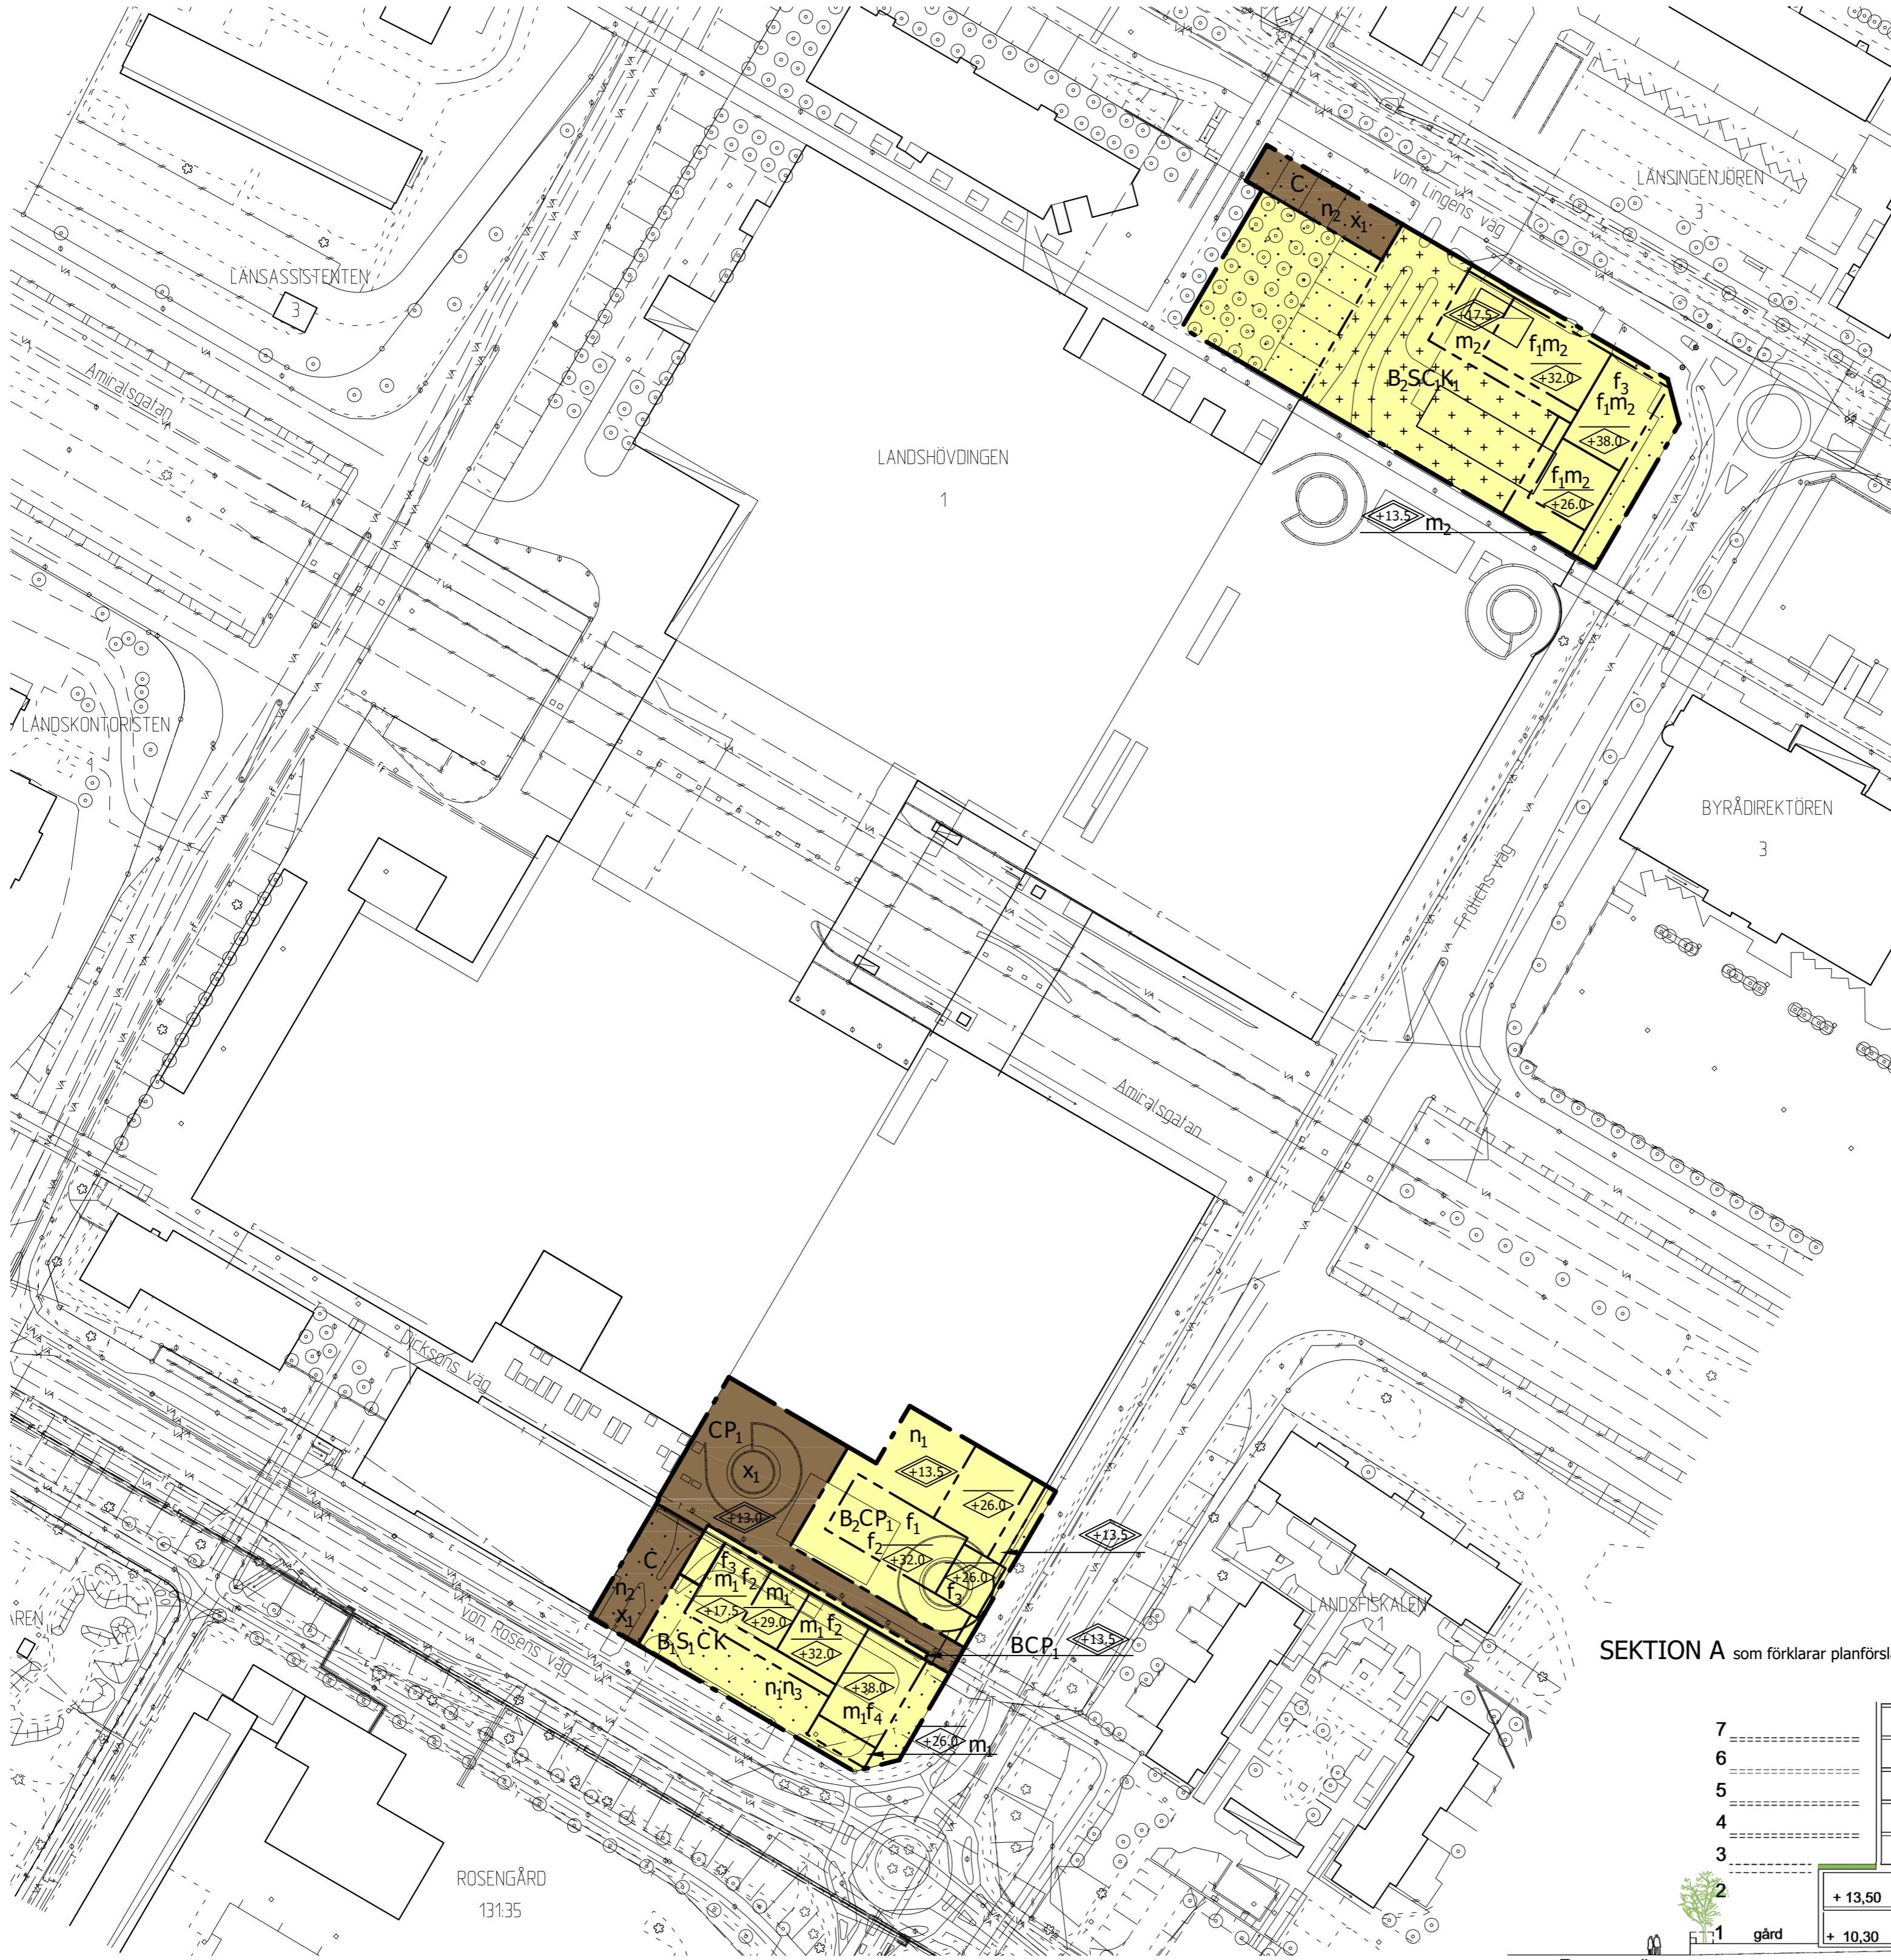 LÄNSINGENJÖREN
3
von Lingens väg
C
n₂ x₁
LÄNSASSISTENTEN
3
+17.5
m₂
f₁m₂
+32.0
B₂SC₁K₁
f₃
f₁m₂
+38.0
f₁m₂
+26.0
+13.5 m₂
Amiralsgatan
LANDSHÖVDINGEN
1
LANDSKONTORISTEN
BYRÅDIREKTÖREN
3
Frölichs väg
Amiralsgatan
Dicksons väg
CP₁
x₁
+13.0
n₁
+13.5
+26.0
B₂CP₁ f₁
f₂
+32.0
+26.0
f₃
+13.5
C
n₂
x₁
f₃
m₁ f₂
m₁
+17.5
+29.0
m₁f₂
+32.0
B₁S₁CK
n₁n₃
+38.0
m₁f₄
+26.0 m₁
BCP₁ +13.5
von Rosens väg
LANDSFISKALEN
1
AREN
ROSENGÅRD
131:35
SEKTION A som förklarar planförsl
7
6
5
4
3
2
+ 13,50
1 gård + 10,30